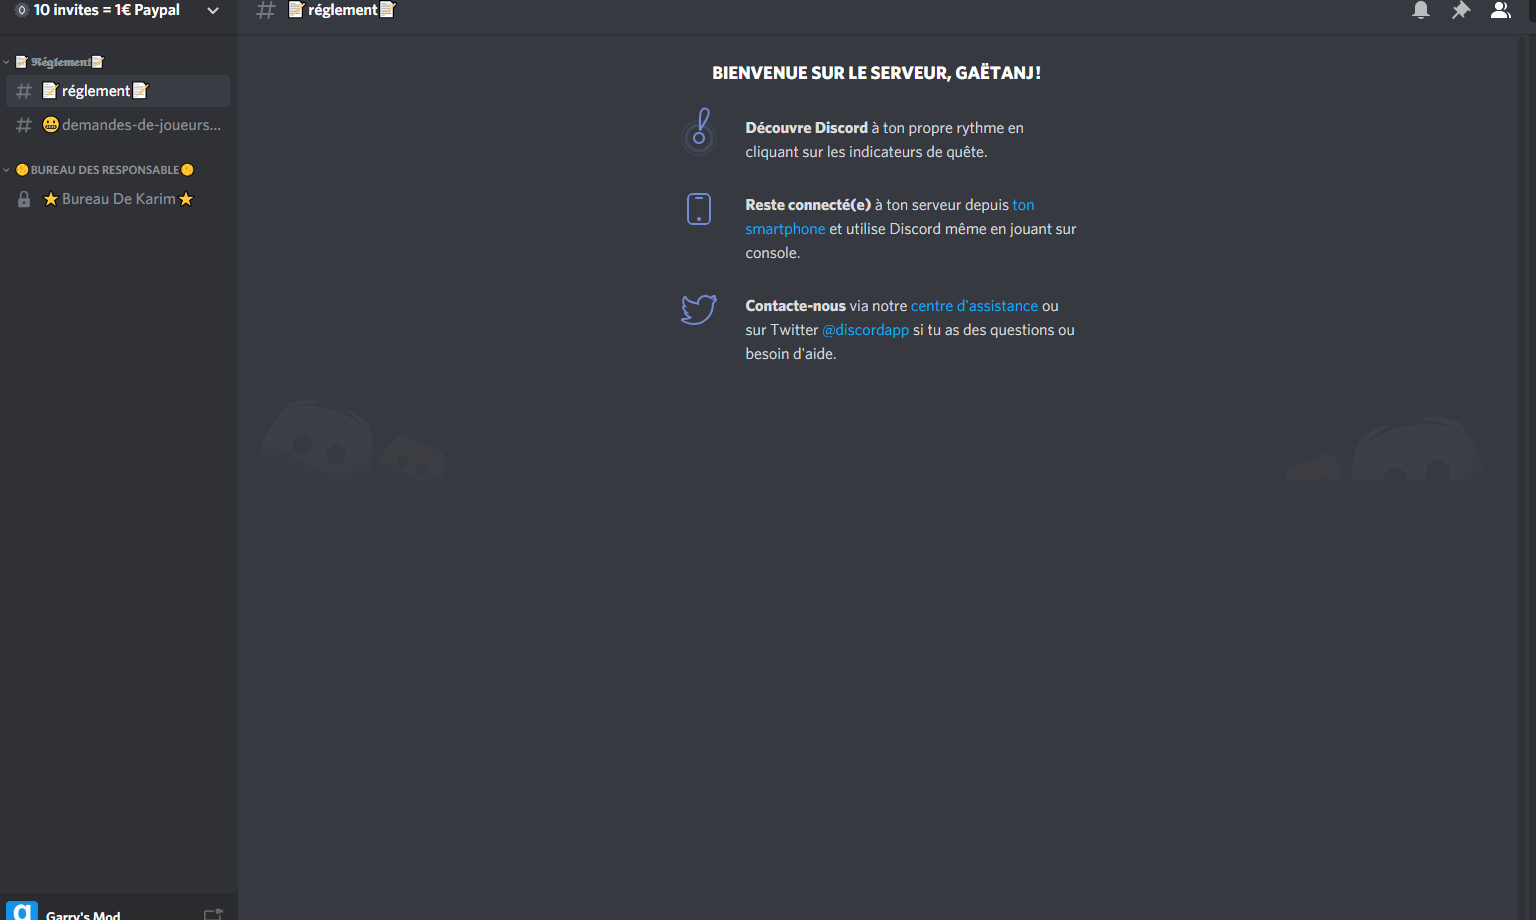 10 invites = 1€ Paypal
📝réglement📝
📝𝕽é𝖌𝖑𝖊𝖒𝖊𝖓𝖙📝
📝réglement📝
😬demandes-de-joueurs...
🌕BUREAU DES RESPONSABLE🌕
⭐Bureau De Karim⭐
BIENVENUE SUR LE SERVEUR, GAËTANJ!
Découvre Discord à ton propre rythme en
cliquant sur les indicateurs de quête.
Reste connecté(e) à ton serveur depuis ton
smartphone et utilise Discord même en jouant sur
console.
Contacte-nous via notre centre d'assistance ou
sur Twitter @discordapp si tu as des questions ou
besoin d'aide.
g
Garry's Mod